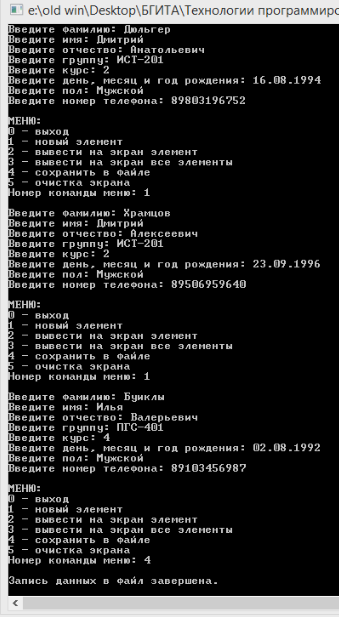 e:\old win\Desktop\БГИТА\Технологии программиро
Введите фамилию: Дюльгер
Введите имя: Дмитрий
Введите отчество: Анатольевич
Введите группу: ИСТ-201
Введите курс: 2
Введите день, месяц и год рождения: 16.08.1994
Введите пол: Мужской
Введите номер телефона: 89803196752
МЕНЮ:
0 - выход
1 - новый элемент
2 - вывести на экран элемент
3 - вывести на экран все элементы
4 - сохранить в файле
5 - очистка экрана
Номер команды меню: 1
Введите фамилию: Храмцов
Введите имя: Дмитрий
Введите отчество: Алексеевич
Введите группу: ИСТ-201
Введите курс: 2
Введите день, месяц и год рождения: 23.09.1996
Введите пол: Мужской
Введите номер телефона: 89506959640
МЕНЮ:
0 - выход
1 - новый элемент
2 - вывести на экран элемент
3 - вывести на экран все элементы
4 - сохранить в файле
5 - очистка экрана
Номер команды меню: 1
Введите фамилию: Буиклы
Введите имя: Илья
Введите отчество: Валерьевич
Введите группу: ПГС-401
Введите курс: 4
Введите день, месяц и год рождения: 02.08.1992
Введите пол: Мужской
Введите номер телефона: 89103456987
МЕНЮ:
0 - выход
1 - новый элемент
2 - вывести на экран элемент
3 - вывести на экран все элементы
4 - сохранить в файле
5 - очистка экрана
Номер команды меню: 4
Запись данных в файл завершена.